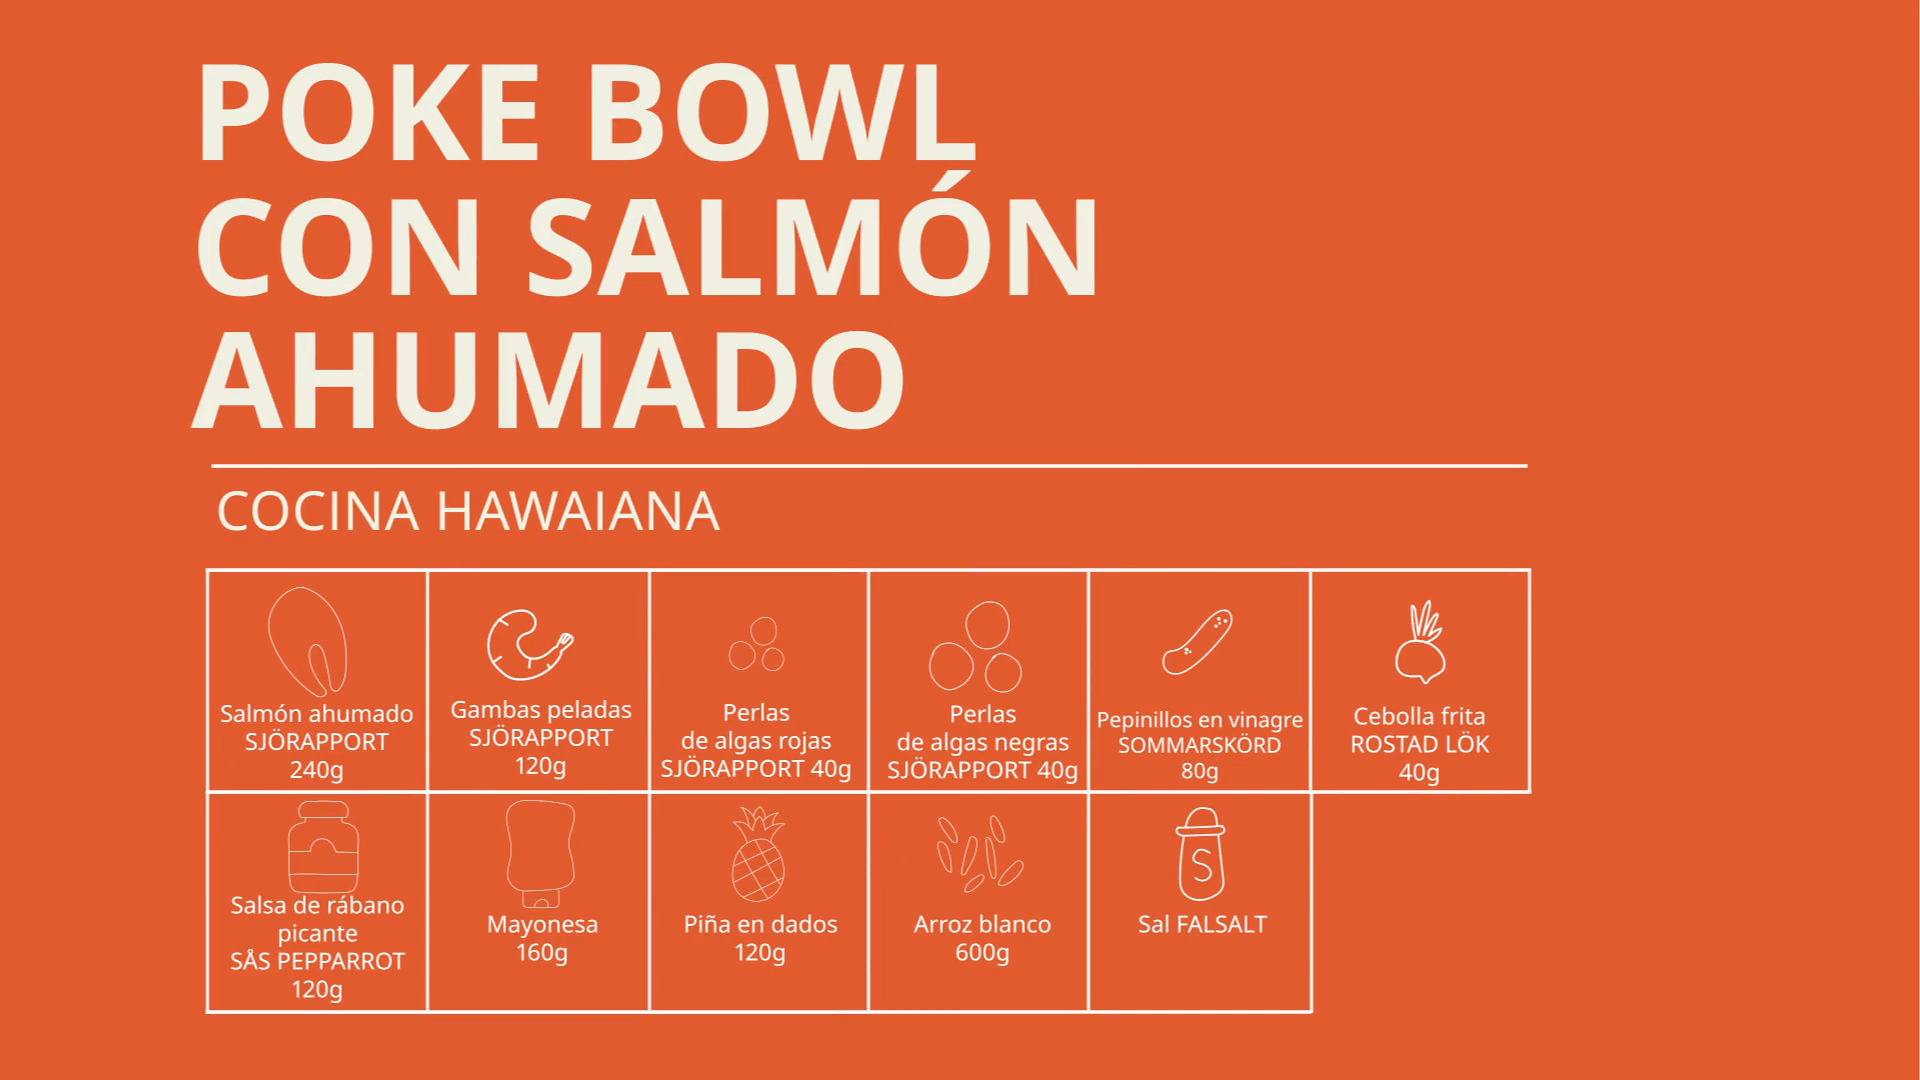 POKE BOWL
CON SALMÓN
AHUMADO
COCINA HAWAIANA
Salmón ahumado
SJÖRAPPORT
240g
Gambas peladas
SJÖRAPPORT
120g
Perlas
de algas rojas
SJÖRAPPORT 40g
Perlas
de algas negras
SJÖRAPPORT 40g
Pepinillos en vinagre
SOMMARSKÖRD
80g
Cebolla frita
ROSTAD LÖK
40g
Salsa de rábano
picante
SÅS PEPPARROT
120g
Mayonesa
160g
Piña en dados
120g
Arroz blanco
600g
S
Sal FALSALT